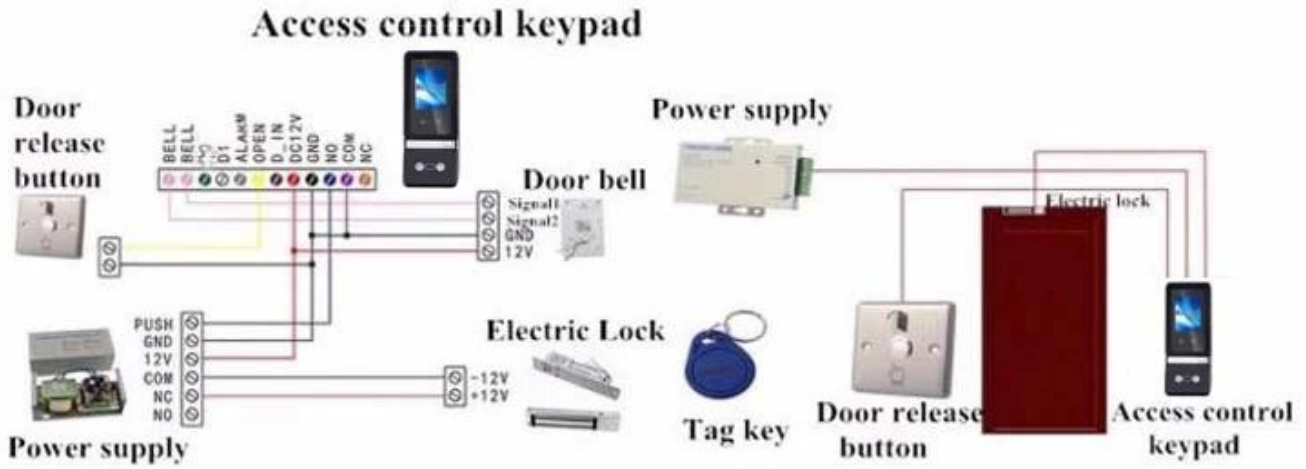 Access control keypad
Door
release
button
BELL
BELL
D1
ALARM
OPEN
D_IN
DC12V
GND
NO
COM
NC
Door bell
Signal1
Signal2
GND
12V
PUSH
GND
12V
COM
NC
NO
Power supply
Electric Lock
-12V
+12V
Tag key
Power supply
Electric lock
Door release
button
Access control
keypad